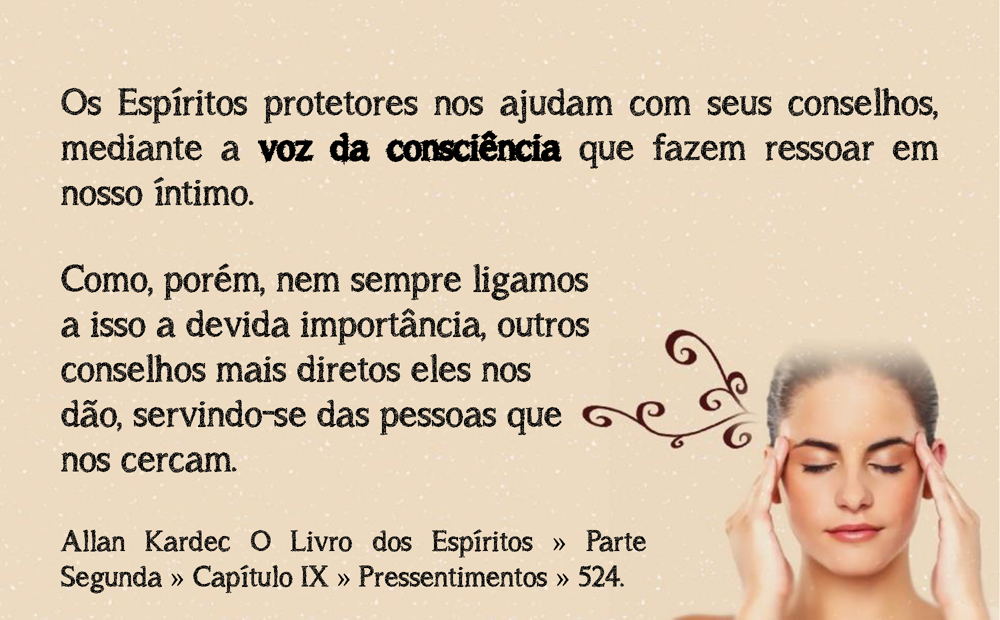 Os Espíritos protetores nos ajudam com seus conselhos,
mediante a voz da consciência que fazem ressoar em
nosso íntimo.
Como, porém, nem sempre ligamos
a isso a devida importância, outros
conselhos mais diretos eles nos
dão, servindo-se das pessoas que
nos cercam.
Allan Kardec O Livro dos Espíritos » Parte
Segunda » Capítulo IX » Pressentimentos » 524.